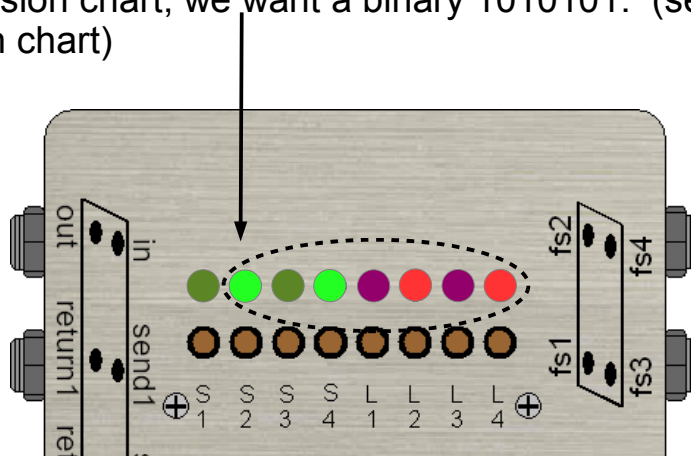 sion chart, we want a binary 1010101. (se
n chart)
out
in
return1
send1
ret
s
fs2
fs4
fs1
fs3
S S S S L L L L
1 2 3 4 1 2 3 4